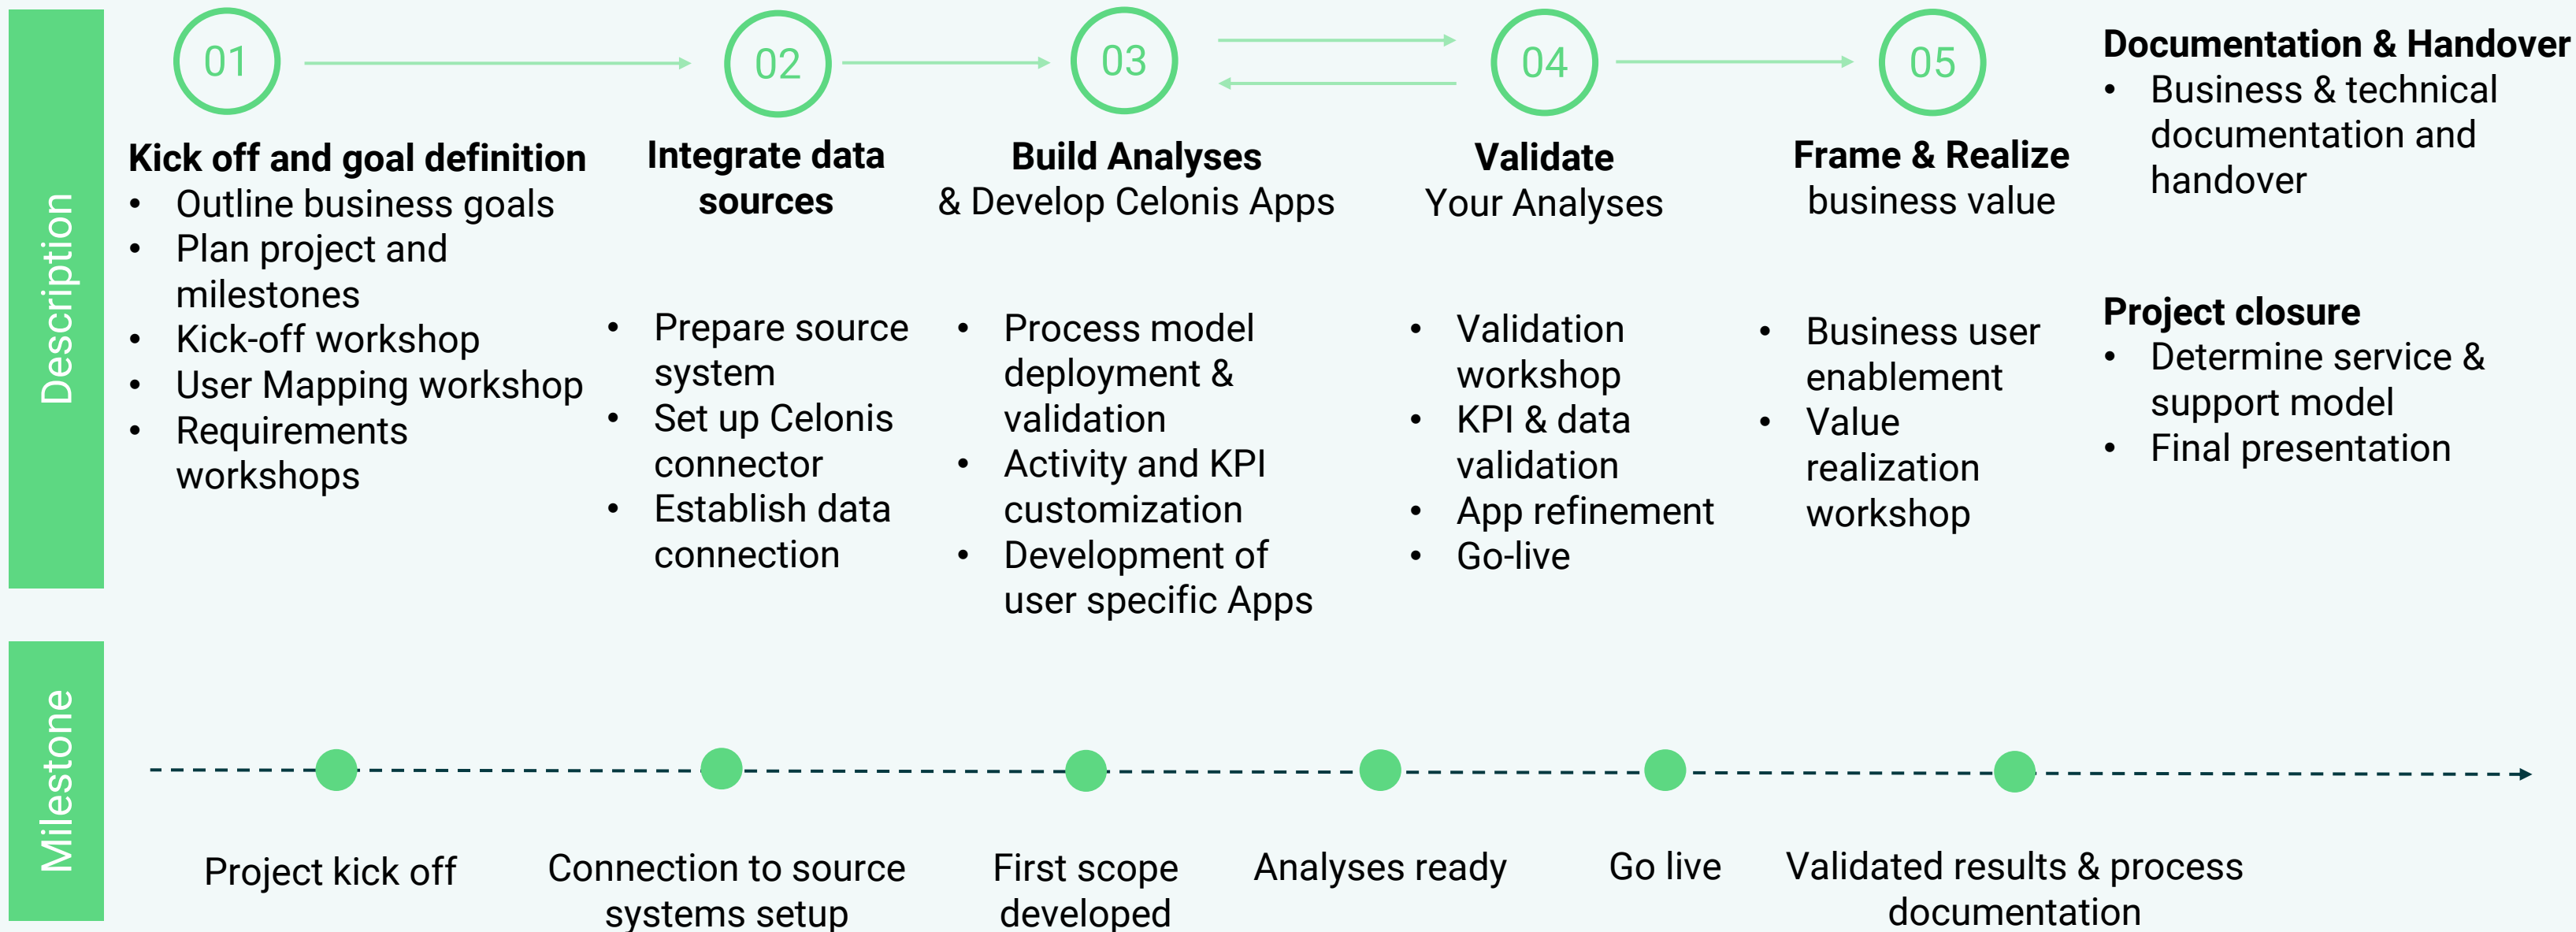 Description
01
Kick off and goal definition
• Outline business goals
• Plan project and
milestones
• Kick-off workshop
• User Mapping workshop
• Requirements
workshops
02
Integrate data
sources
• Prepare source
system
• Set up Celonis
connector
• Establish data
connection
03
Build Analyses
& Develop Celonis Apps
• Process model
deployment &
validation
• Activity and KPI
customization
• Development of
user specific Apps
04
Validate
Your Analyses
• Validation
workshop
• KPI & data
validation
• App refinement
• Go-live
05
Frame & Realize
business value
• Business user
enablement
• Value
realization
workshop
Documentation & Handover
• Business & technical
documentation and
handover
Project closure
• Determine service &
support model
• Final presentation
Milestone
Project kick off
Connection to source
systems setup
First scope
developed
Analyses ready
Go live
Validated results & process
documentation